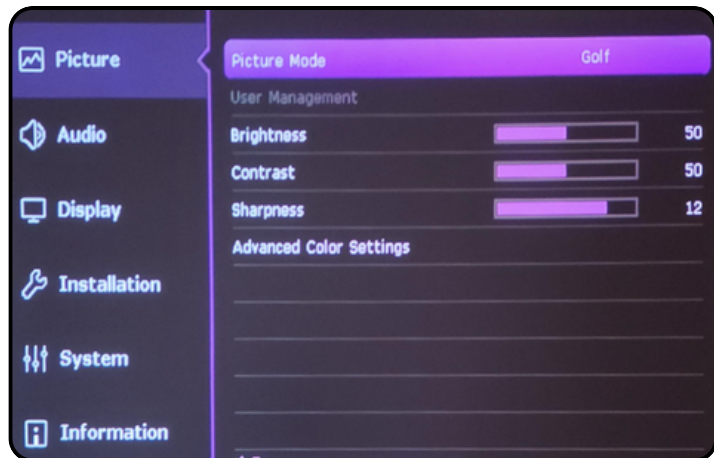 Picture
Audio
Display
Installation
System
Information
Picture Mode Golf
User Management
Brightness 50
Contrast 50
Sharpness 12
Advanced Color Settings